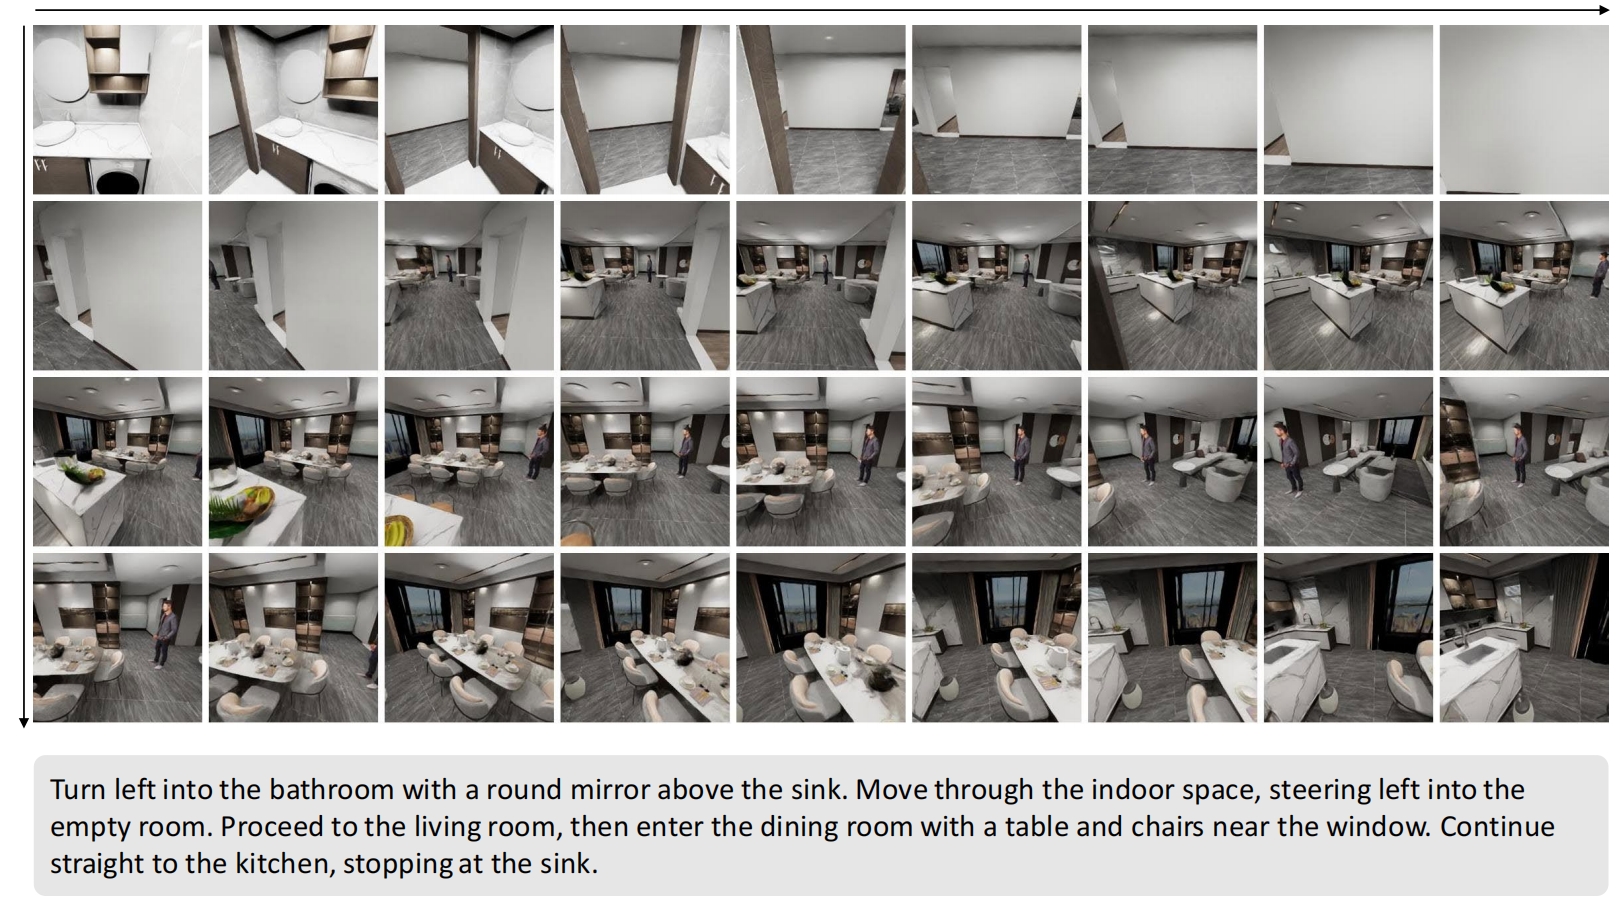 Turn left into the bathroom with a round mirror above the sink. Move through the indoor space, steering left into the
empty room. Proceed to the living room, then enter the dining room with a table and chairs near the window. Continue
straight to the kitchen, stopping at the sink.